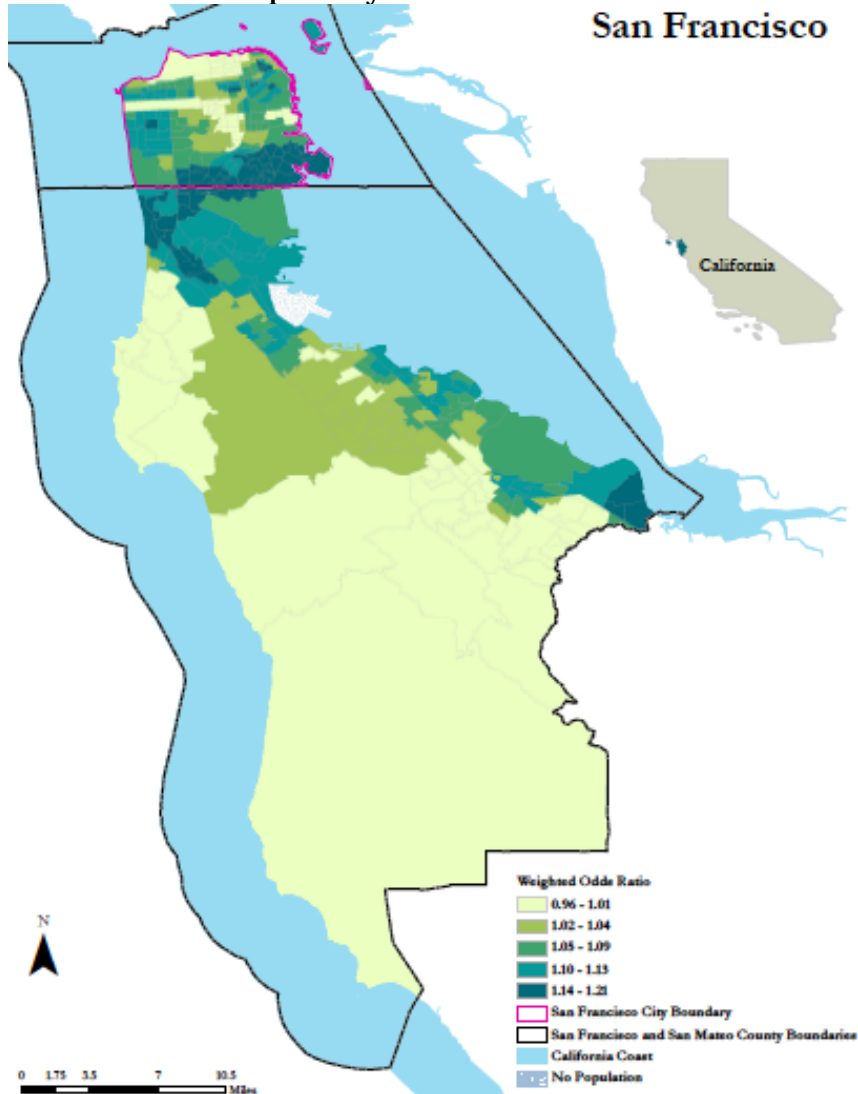 San Francisco
California
Weighted Odds Ratio
0.96 - 1.01
1.02 - 1.04
1.05 - 1.09
1.10 - 1.13
1.14 - 1.21
San Francisco City Boundary
San Francisco and San Mateo County Boundaries
California Coast
No Population
N
0 1.75 3.5 7 10.5
Miles